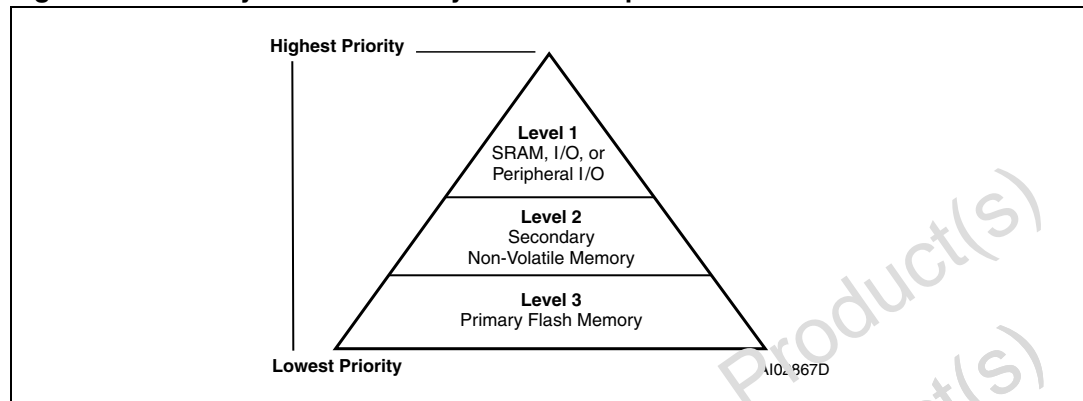 Highest Priority
Level 1
SRAM, I/O, or
Peripheral I/O
Level 2
Secondary
Non-Volatile Memory
Level 3
Primary Flash Memory
Lowest Priority
Product(s)